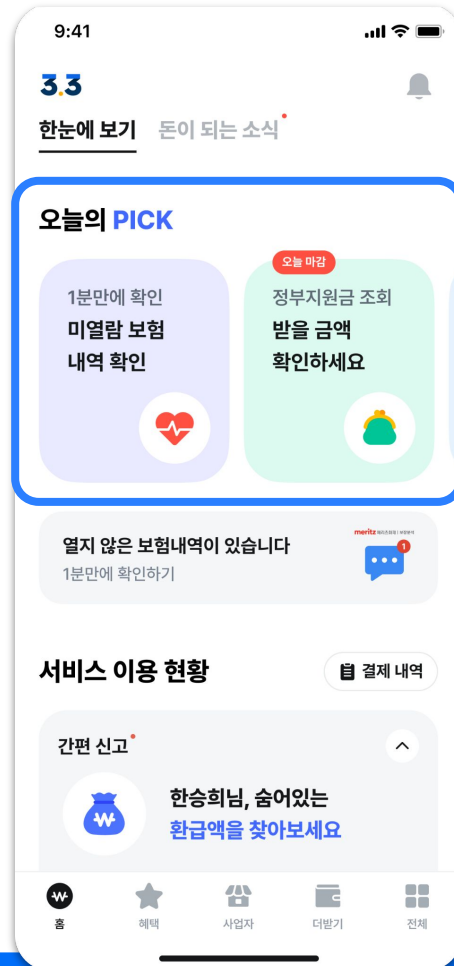 9:41
3.3
한눈에 보기 돈이 되는 소식
오늘의 PICK
1분만에 확인
미열람 보험
내역 확인
오늘 마감
정부지원금 조회
받을 금액
확인하세요
열지 않은 보험내역이 있습니다
1분만에 확인하기
meritz
1
서비스 이용 현황
결제 내역
간편 신고
한승희님, 숨어있는
환급액을 찾아보세요
홈 혜택 사업자 더받기 전체